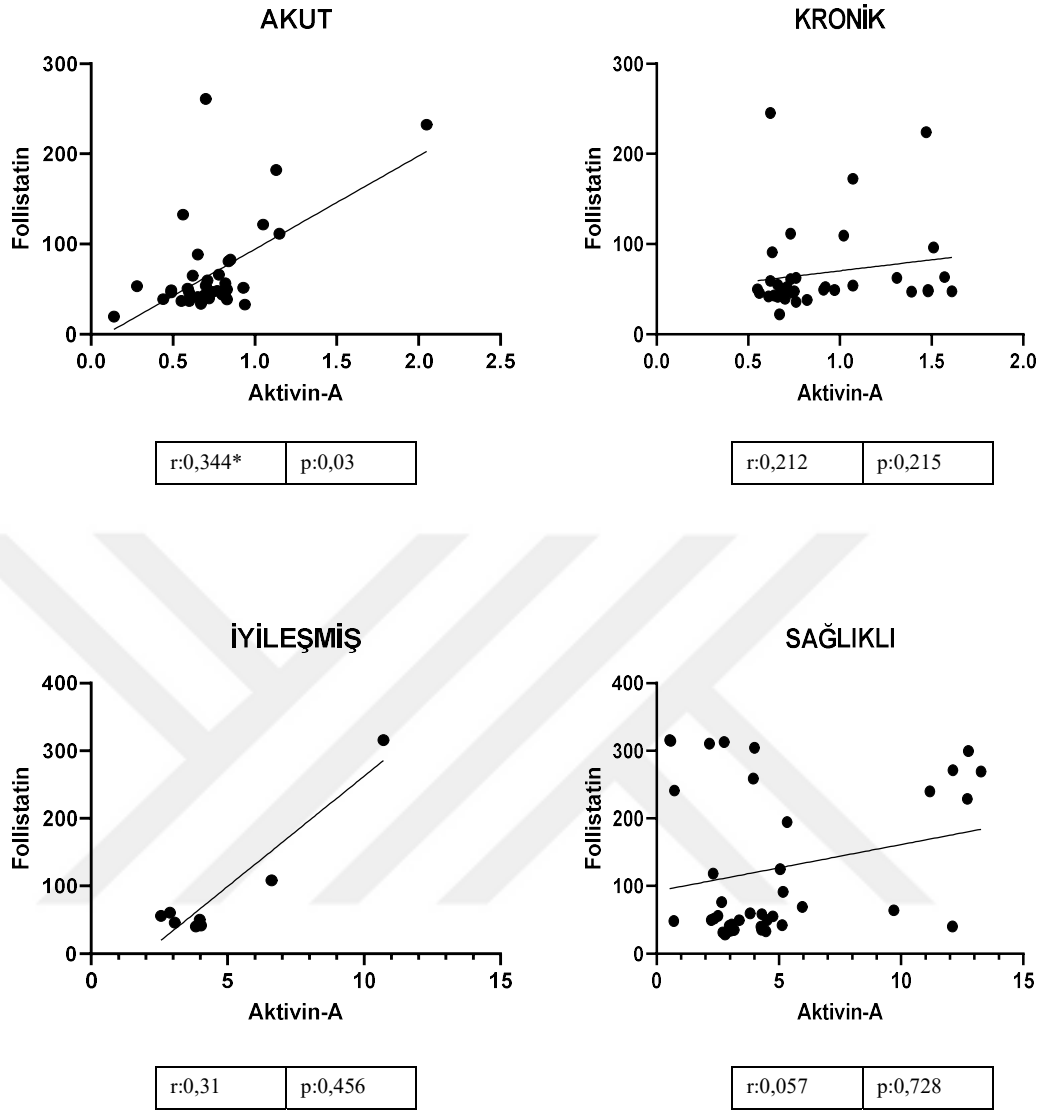 AKUT
300
200
100
0
Follistatin
0.0 0.5 1.0 1.5 2.0 2.5
Aktivin-A
r:0,344* p:0,03
KRONİK
300
200
100
0
Follistatin
0.0 0.5 1.0 1.5 2.0
Aktivin-A
r:0,212 p:0,215
İYİLEŞMİŞ
400
300
200
100
0
Follistatin
0 5 10 15
Aktivin-A
r:0,31 p:0,456
SAĞLIKLI
400
300
200
100
0
Follistatin
0 5 10 15
Aktivin-A
r:0,057 p:0,728